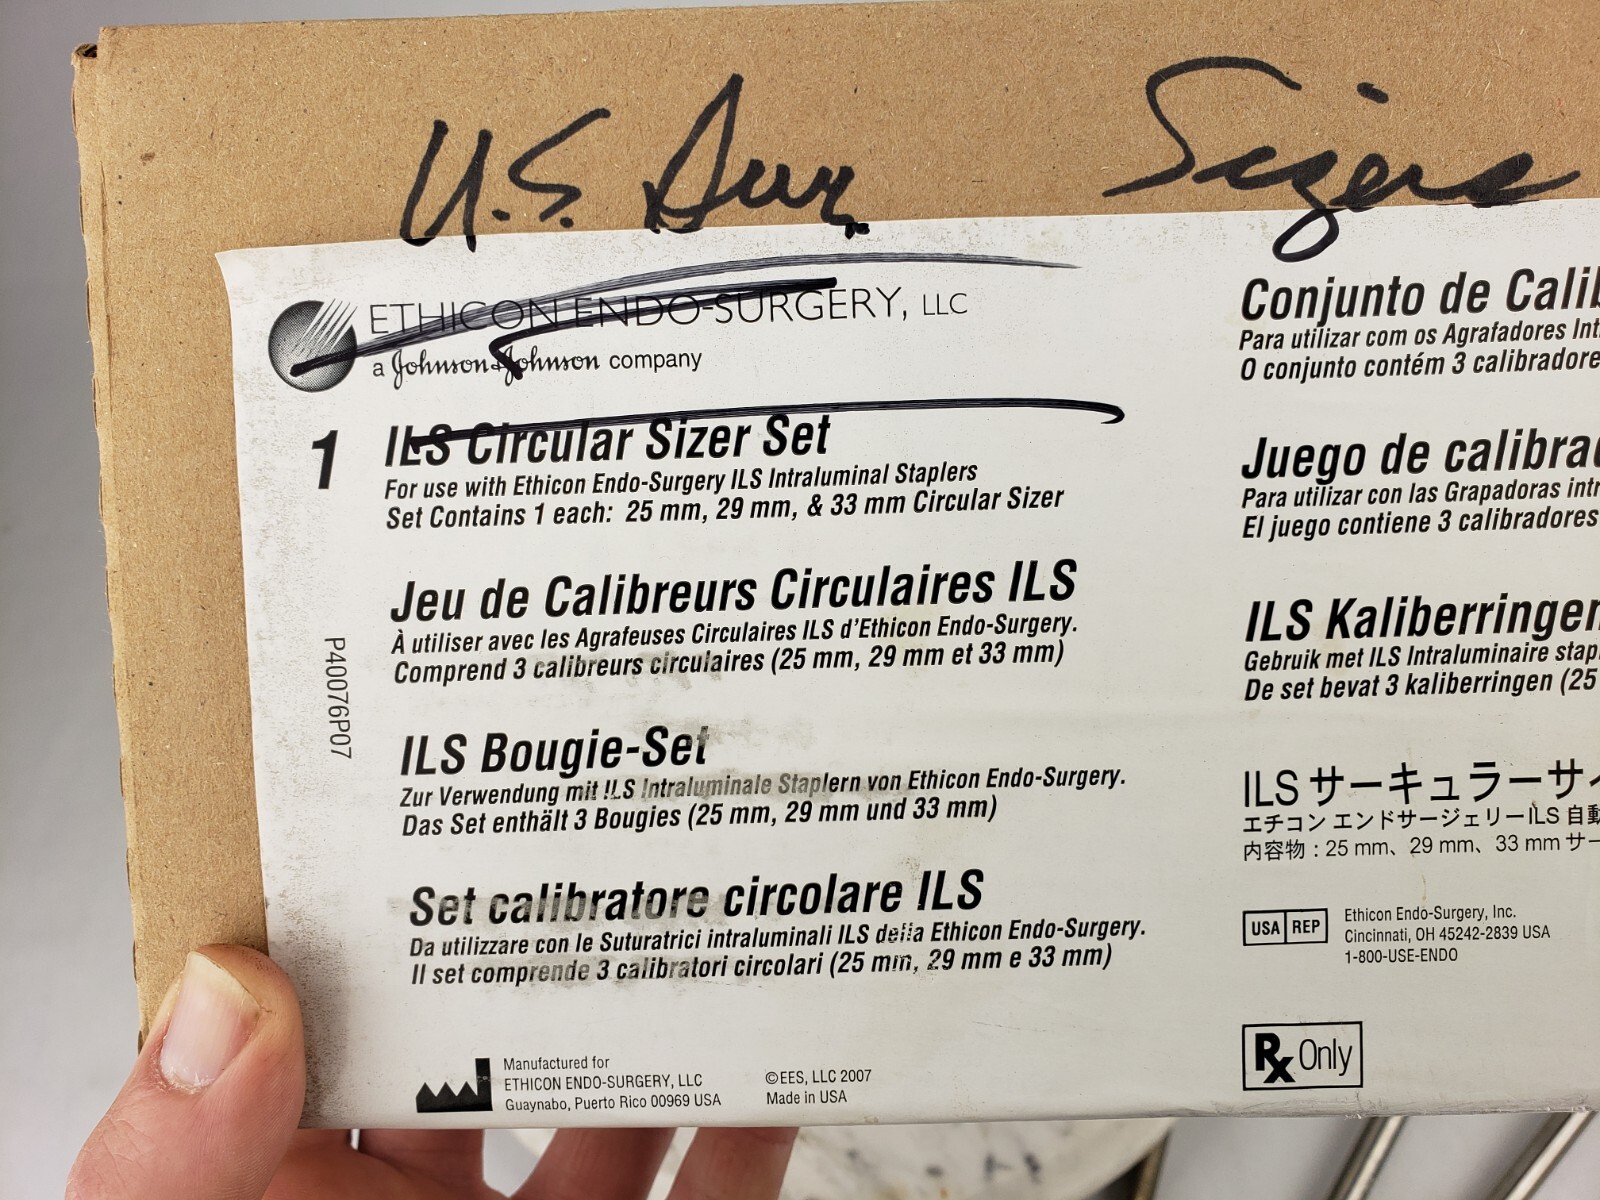 U.S. Sur. Sizers
ETHICON ENDO-SURGERY, LLC
a Johnson & Johnson company
1
ILS Circular Sizer Set
For use with Ethicon Endo-Surgery ILS Intraluminal Staplers
Set Contains 1 each: 25 mm, 29 mm, & 33 mm Circular Sizer
Jeu de Calibreurs Circulaires ILS
À utiliser avec les Agrafeuses Circulaires ILS d'Ethicon Endo-Surgery.
Comprend 3 calibreurs circulaires (25 mm, 29 mm et 33 mm)
P40076P07
ILS Bougie-Set
Zur Verwendung mit ILS Intraluminale Staplern von Ethicon Endo-Surgery.
Das Set enthält 3 Bougies (25 mm, 29 mm und 33 mm)
Set calibratore circolare ILS
Da utilizzare con le Suturatrici intraluminali ILS della Ethicon Endo-Surgery.
Il set comprende 3 calibratori circolari (25 mm, 29 mm e 33 mm)
Manufactured for
ETHICON ENDO-SURGERY, LLC
Guaynabo, Puerto Rico 00969 USA
©EES, LLC 2007
Made in USA
Conjunto de Calib
Para utilizar com os Agrafadores Int
O conjunto contém 3 calibradore
Juego de calibrad
Para utilizar con las Grapadoras intr
El juego contiene 3 calibradores
ILS Kaliberringen
Gebruik met ILS Intraluminaire stap
De set bevat 3 kaliberringen (25
ILS サーキュラーサイ
エチコン エンドサージェリー ILS 自動
内容物：25 mm、29 mm、33 mm サー
USA REP
Ethicon Endo-Surgery, Inc.
Cincinnati, OH 45242-2839 USA
1-800-USE-ENDO
Rx Only